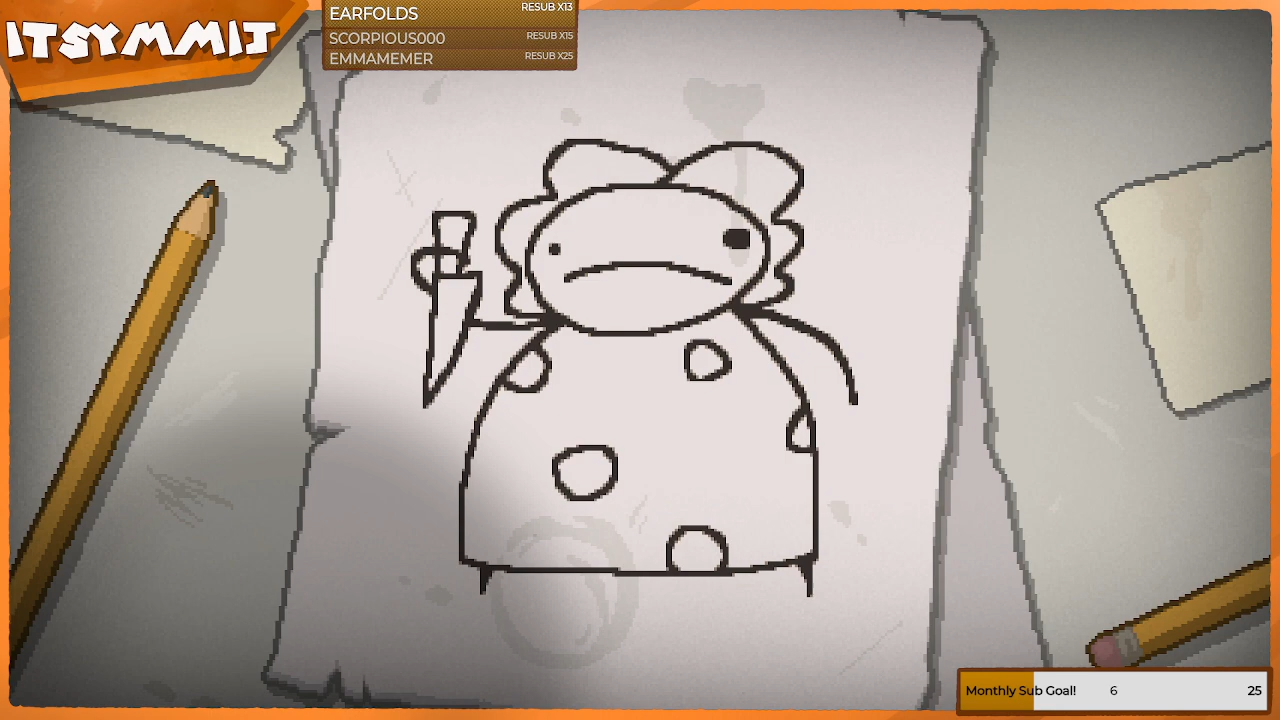 ITSYMMIJ
EARFOLDS RESUB X13
SCORPIOUS000 RESUB X15
EMMAMEMER RESUB X25
Monthly Sub Goal! 6 25